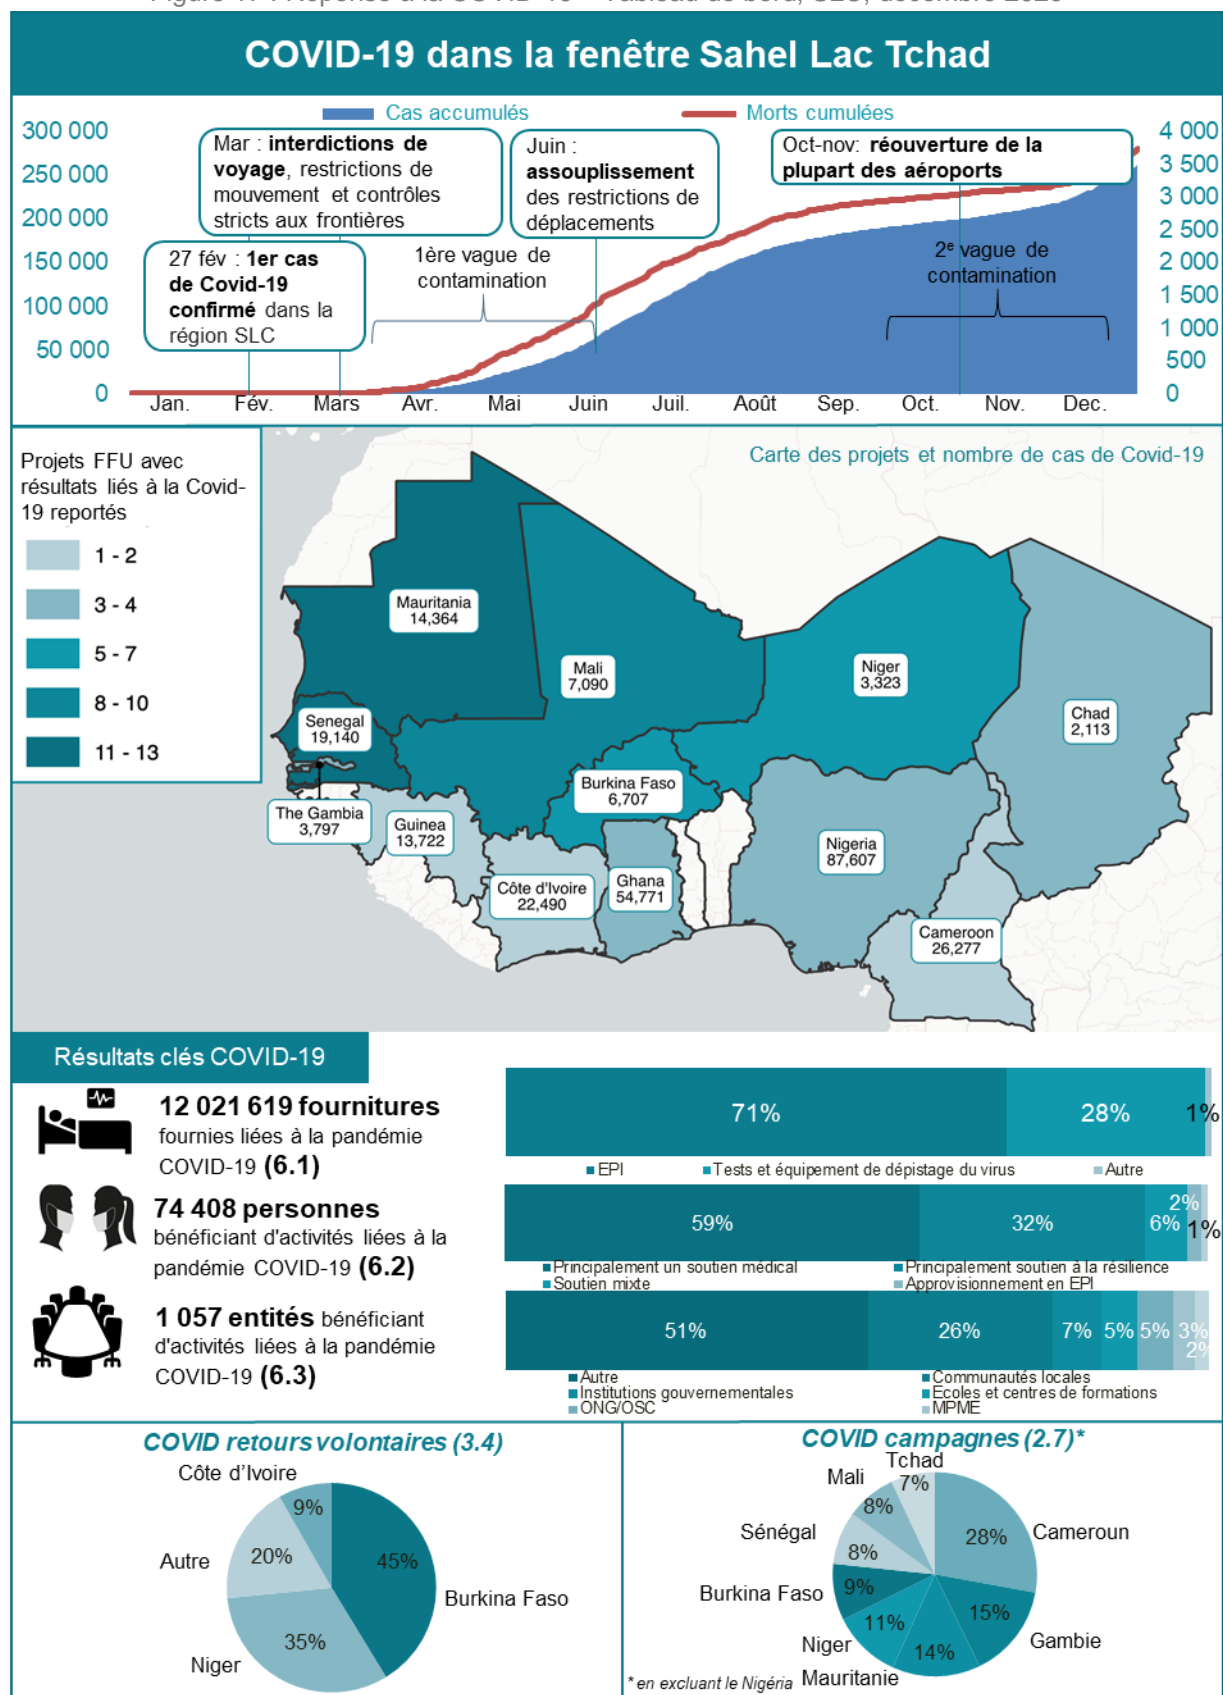 COVID-19 dans la fenêtre Sahel Lac Tchad
Cas accumulés
Morts cumulées
300 000
250 000
200 000
150 000
100 000
50 000
0
4 000
3 500
3 000
2 500
2 000
1 500
1 000
500
0
Mar : interdictions de
voyage, restrictions de
mouvement et contrôles
stricts aux frontières
Juin :
assouplissement
des restrictions de
déplacements
Oct-nov: réouverture de la
plupart des aéroports
27 fév : 1er cas
de Covid-19
confirmé dans la
région SLC
1ère vague de
contamination
2e vague de
contamination
Jan.
Fév.
Mars
Avr.
Mai
Juin
Juil.
Août
Sep.
Oct.
Nov.
Dec.
Projets FFU avec
résultats liés à la Covid-
19 reportés
1 - 2
3 - 4
5 - 7
8 - 10
11 - 13
Carte des projets et nombre de cas de Covid-19
Mauritania
14,364
Mali
7,090
Niger
3,323
Chad
2,113
Senegal
19,140
Burkina Faso
6,707
The Gambia
3,797
Guinea
13,722
Côte d'Ivoire
22,490
Ghana
54,771
Nigeria
87,607
Cameroon
26,277
Résultats clés COVID-19
12 021 619 fournitures
fournies liées à la pandémie
COVID-19 (6.1)
71%
28%
1%
EPI
Tests et équipement de dépistage du virus
Autre
74 408 personnes
bénéficiant d'activités liées à la
pandémie COVID-19 (6.2)
59%
32%
6%
2%
1%
Principalement un soutien médical
Principalement soutien à la résilience
Soutien mixte
Approvisionnement en EPI
1 057 entités bénéficiant
d'activités liées à la pandémie
COVID-19 (6.3)
51%
26%
7%
5%
5%
3%
2%
Autre
Communautés locales
Institutions gouvernementales
Ecoles et centres de formations
ONG/OSC
MPME
COVID retours volontaires (3.4)
Côte d'Ivoire
9%
Autre
20%
45%
Burkina Faso
35%
Niger
COVID campagnes (2.7)*
Tchad
7%
Mali
8%
Sénégal
8%
28%
Cameroun
Burkina Faso
9%
15%
Gambie
11%
Niger
14%
Mauritanie
* en excluant le Nigéria